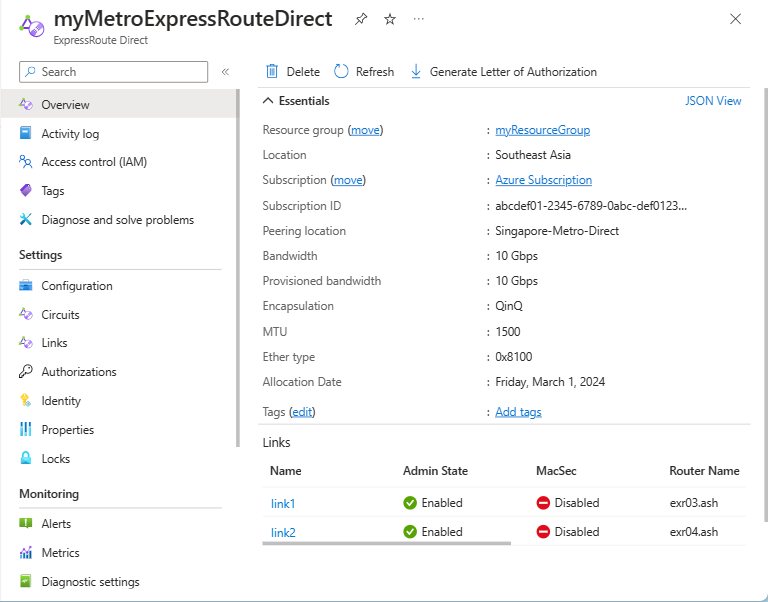 myMetroExpressRouteDirect
ExpressRoute Direct
Search
Overview
Activity log
Access control (IAM)
Tags
Diagnose and solve problems
Settings
Configuration
Circuits
Links
Authorizations
Identity
Properties
Locks
Monitoring
Alerts
Metrics
Diagnostic settings
Delete Refresh Generate Letter of Authorization
Essentials JSON View
Resource group (move) : myResourceGroup
Location : Southeast Asia
Subscription (move) : Azure Subscription
Subscription ID : abcdef01-2345-6789-0abc-def0123...
Peering location : Singapore-Metro-Direct
Bandwidth : 10 Gbps
Provisioned bandwidth : 10 Gbps
Encapsulation : QinQ
MTU : 1500
Ether type : 0x8100
Allocation Date : Friday, March 1, 2024
Tags (edit) : Add tags
Links
Name Admin State MacSec Router Name
link1 Enabled Disabled exr03.ash
link2 Enabled Disabled exr04.ash